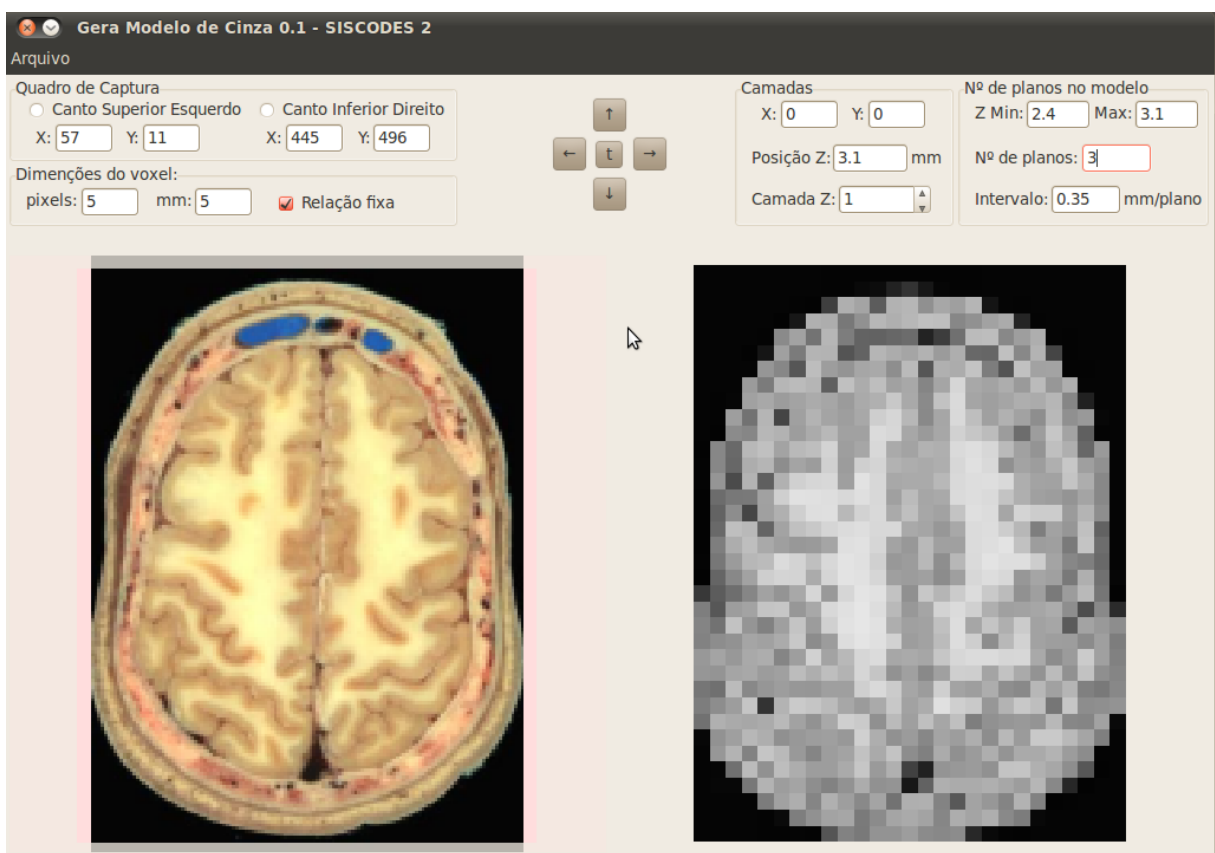 Gera Modelo de Cinza 0.1 - SISCODES 2
Arquivo
Quadro de Captura
Canto Superior Esquerdo
Canto Inferior Direito
X: 57
Y: 11
X: 445
Y: 496
Dimenções do voxel:
pixels: 5
mm: 5
Relação fixa
↑
← t →
↓
Camadas
X: 0
Y: 0
Posição Z: 3.1 mm
Camada Z: 1
Nº de planos no modelo
Z Min: 2.4
Max: 3.1
Nº de planos: 3
Intervalo: 0.35 mm/plano